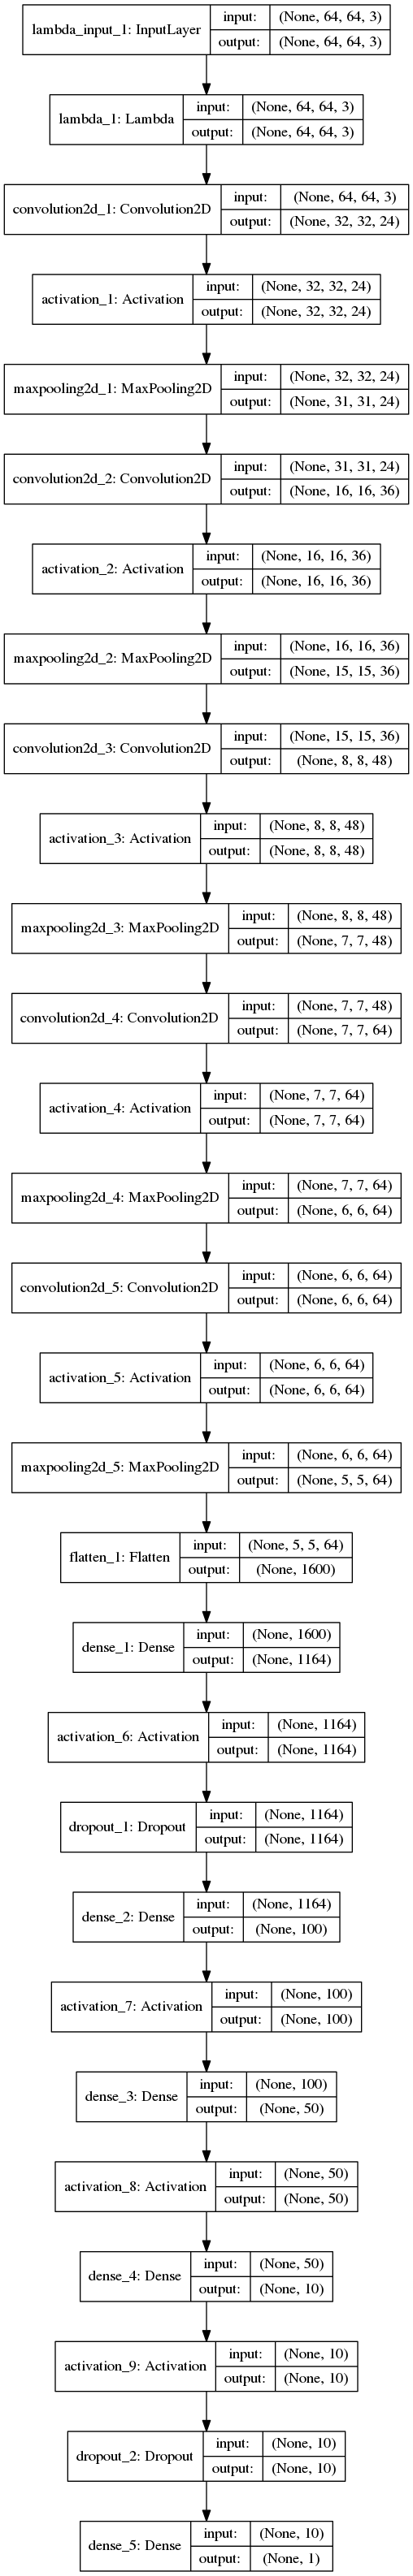 lambda_input_1: InputLayer
input: (None, 64, 64, 3)
output: (None, 64, 64, 3)
lambda_1: Lambda
input: (None, 64, 64, 3)
output: (None, 64, 64, 3)
convolution2d_1: Convolution2D
input: (None, 64, 64, 3)
output: (None, 32, 32, 24)
activation_1: Activation
input: (None, 32, 32, 24)
output: (None, 32, 32, 24)
maxpooling2d_1: MaxPooling2D
input: (None, 32, 32, 24)
output: (None, 31, 31, 24)
convolution2d_2: Convolution2D
input: (None, 31, 31, 24)
output: (None, 16, 16, 36)
activation_2: Activation
input: (None, 16, 16, 36)
output: (None, 16, 16, 36)
maxpooling2d_2: MaxPooling2D
input: (None, 16, 16, 36)
output: (None, 15, 15, 36)
convolution2d_3: Convolution2D
input: (None, 15, 15, 36)
output: (None, 8, 8, 48)
activation_3: Activation
input: (None, 8, 8, 48)
output: (None, 8, 8, 48)
maxpooling2d_3: MaxPooling2D
input: (None, 8, 8, 48)
output: (None, 7, 7, 48)
convolution2d_4: Convolution2D
input: (None, 7, 7, 48)
output: (None, 7, 7, 64)
activation_4: Activation
input: (None, 7, 7, 64)
output: (None, 7, 7, 64)
maxpooling2d_4: MaxPooling2D
input: (None, 7, 7, 64)
output: (None, 6, 6, 64)
convolution2d_5: Convolution2D
input: (None, 6, 6, 64)
output: (None, 6, 6, 64)
activation_5: Activation
input: (None, 6, 6, 64)
output: (None, 6, 6, 64)
maxpooling2d_5: MaxPooling2D
input: (None, 6, 6, 64)
output: (None, 5, 5, 64)
flatten_1: Flatten
input: (None, 5, 5, 64)
output: (None, 1600)
dense_1: Dense
input: (None, 1600)
output: (None, 1164)
activation_6: Activation
input: (None, 1164)
output: (None, 1164)
dropout_1: Dropout
input: (None, 1164)
output: (None, 1164)
dense_2: Dense
input: (None, 1164)
output: (None, 100)
activation_7: Activation
input: (None, 100)
output: (None, 100)
dense_3: Dense
input: (None, 100)
output: (None, 50)
activation_8: Activation
input: (None, 50)
output: (None, 50)
dense_4: Dense
input: (None, 50)
output: (None, 10)
activation_9: Activation
input: (None, 10)
output: (None, 10)
dropout_2: Dropout
input: (None, 10)
output: (None, 10)
dense_5: Dense
input: (None, 10)
output: (None, 1)